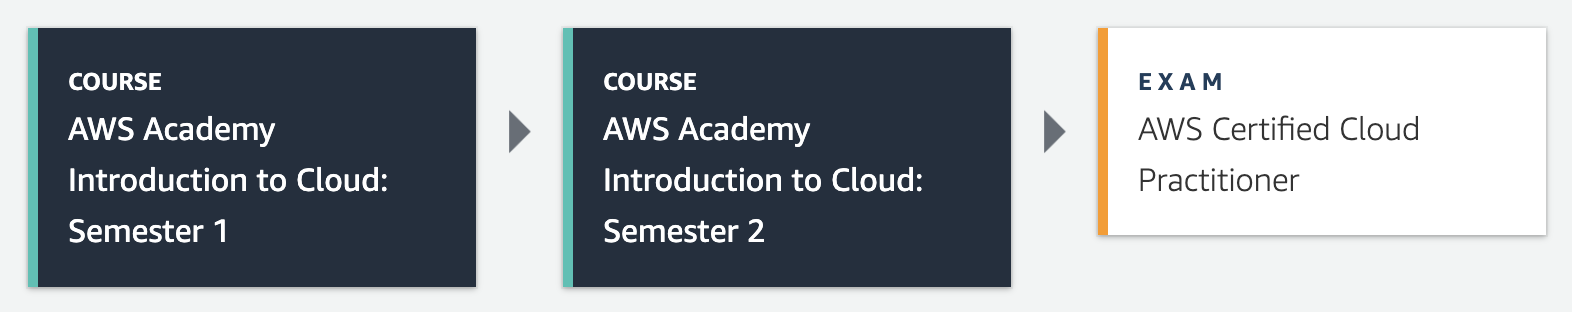 COURSE
AWS Academy
Introduction to Cloud:
Semester 1
COURSE
AWS Academy
Introduction to Cloud:
Semester 2
EXAM
AWS Certified Cloud
Practitioner